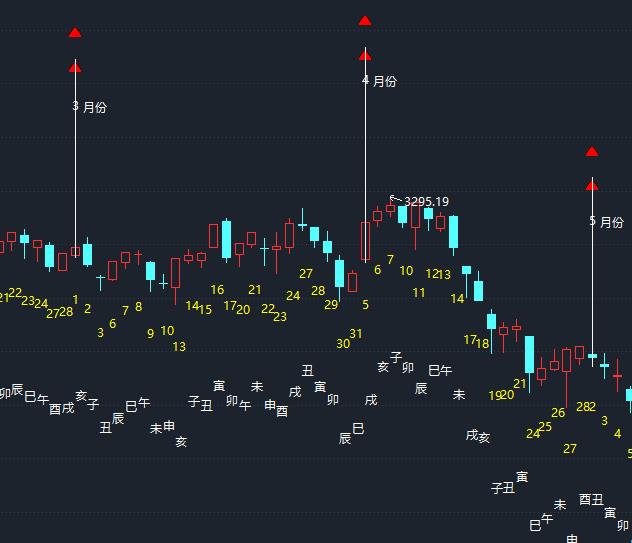 3 月份
4 月份
5 月份
3295.19
21 22 23 24 27 28 1 2 3 6 7 8 9 10 13 14 15 16 17 20 21 22 23 24 27 28 29 30 31 5 6 7 10 11 12 13 14 17 18 19 20 21 24 25 26 27 28 2 3 4 5
卯 辰 巳 午 酉 戌 亥 子 丑 辰 巳 午 未 申 亥 子 丑 寅 卯 午 未 申 酉 戌 丑 寅 卯 辰 巳 戌 亥 子 卯 辰 巳 午 未 戌 亥 子 丑 寅 巳 午 未 申 酉 丑 寅 卯